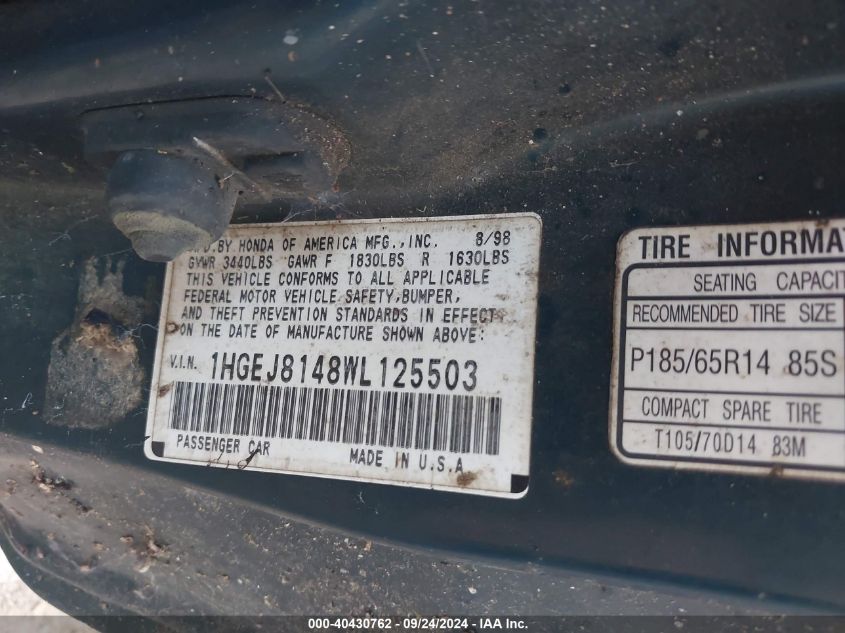 BY HONDA OF AMERICA MFG.,INC. 8/98
GVWR 3440LBS GAWR F 1830LBS R 1630LBS
THIS VEHICLE CONFORMS TO ALL APPLICABLE
FEDERAL MOTOR VEHICLE SAFETY,BUMPER,
AND THEFT PREVENTION STANDARDS IN EFFECT
ON THE DATE OF MANUFACTURE SHOWN ABOVE:
V.I.N. 1HGEJ8148WL125503
PASSENGER CAR MADE IN U.S.A
TIRE INFORMA
SEATING CAPACIT
RECOMMENDED TIRE SIZE
P185/65R14 85S
COMPACT SPARE TIRE
T105/70D14 83M
000-40430762 - 09/24/2024 - IAA Inc.